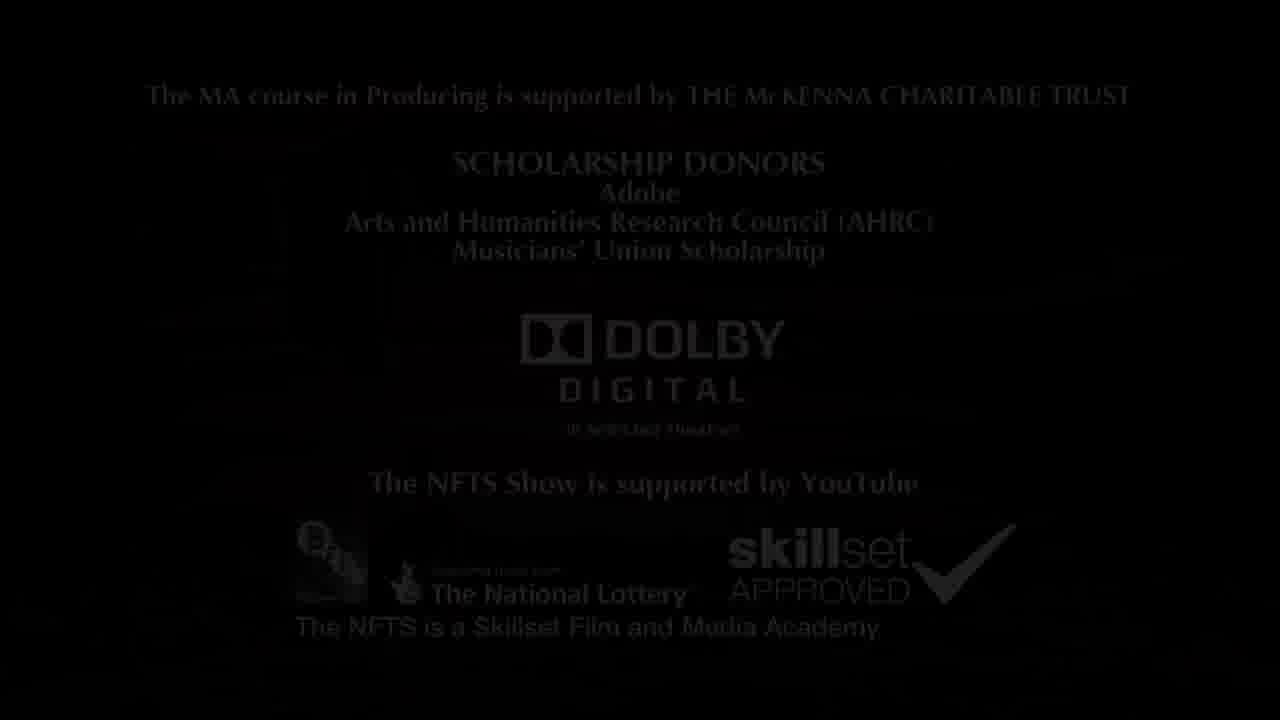 The MA course in Producing is supported by THE McKENNA CHARITABLE TRUST
SCHOLARSHIP DONORS
Adobe
Arts and Humanities Research Council (AHRC)
Musicians' Union Scholarship
DOLBY
DIGITAL
The NFTS Show is supported by YouTube
skillset
APPROVED
The National Lottery
The NFTS is a Skillset Film and Media Academy